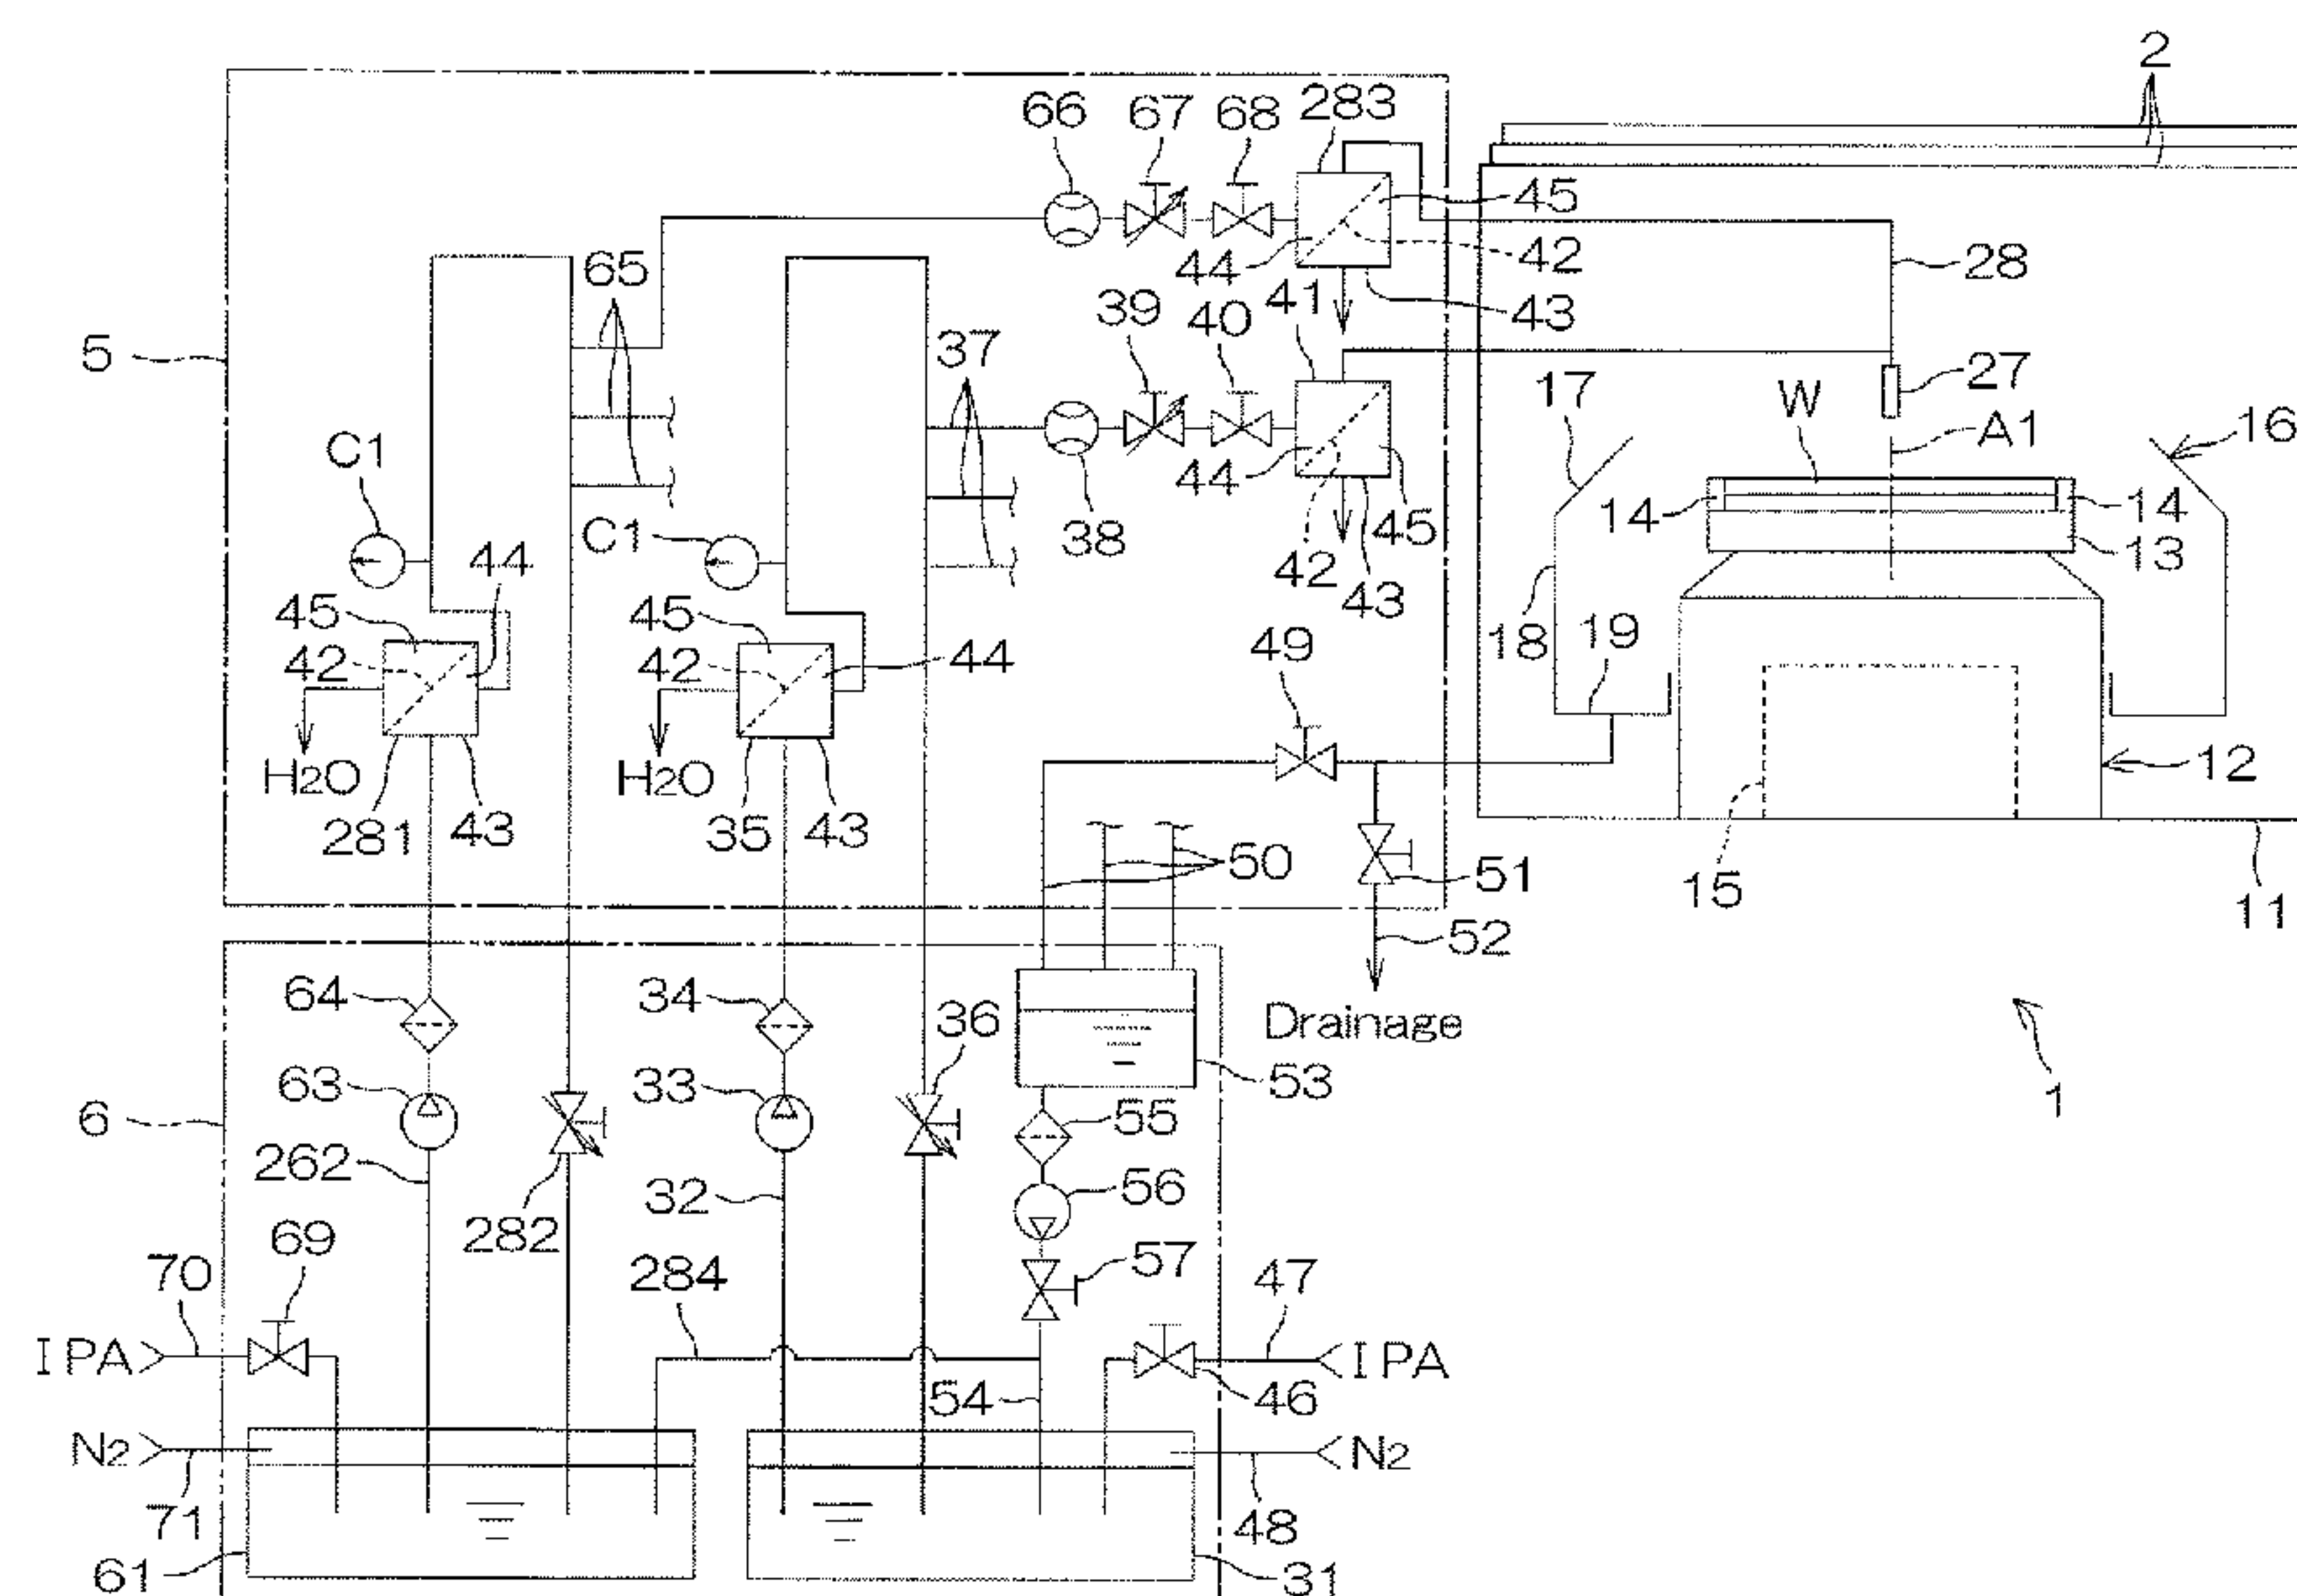 2
66 67 68 283
45
65 44 42 28
39 40 41 43
5 37
17 W 27
C1 A1 16
44 45 14 14
C1 38 42 13
44 43
45 45 18 19
42 42 44 49
H2O H2O 12
281 43 35 43
50 51 15
11
52
64 34 36
Drainage
63 33 53
6 55 1
262 32 56
282
69
70 284 57 47
IPA IPA
54 46
N2 N2
71 48
61 31